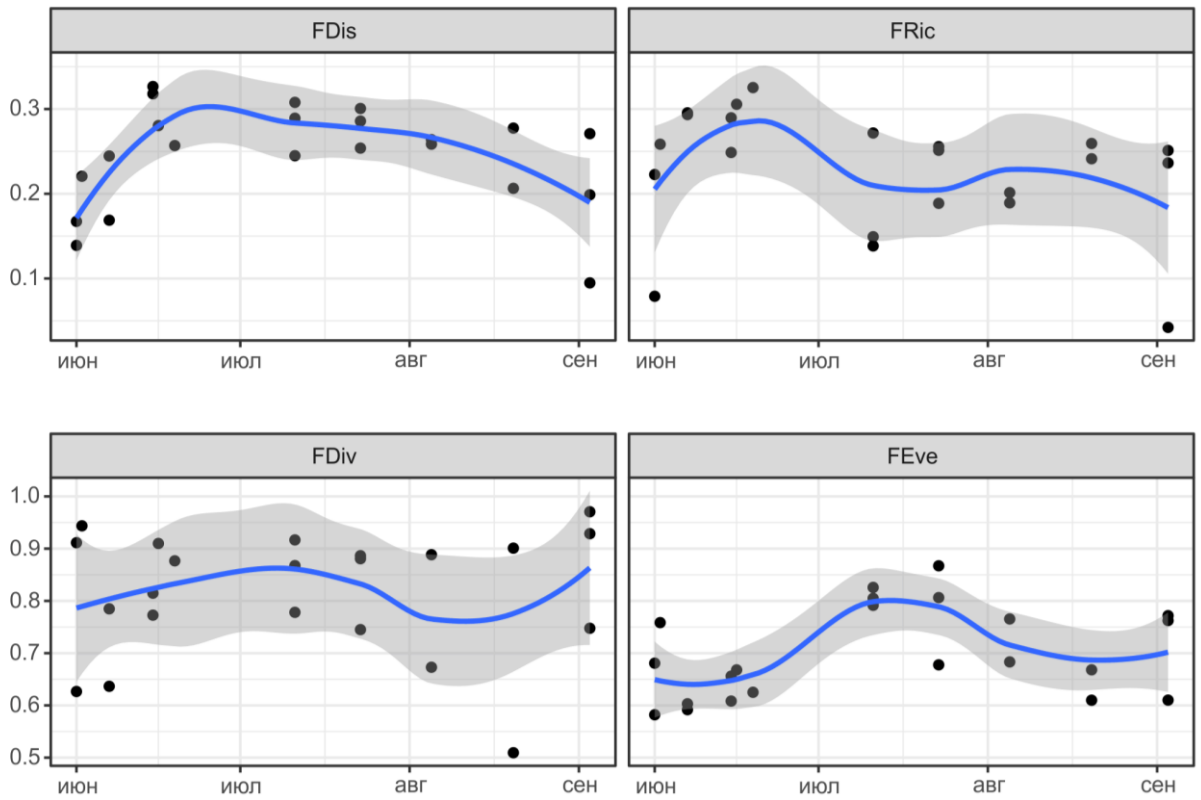 FDis
FRic
0.3
0.2
0.1
июн июл авг сен
июн июл авг сен
FDiv
FEve
1.0
0.9
0.8
0.7
0.6
0.5
июн июл авг сен
июн июл авг сен